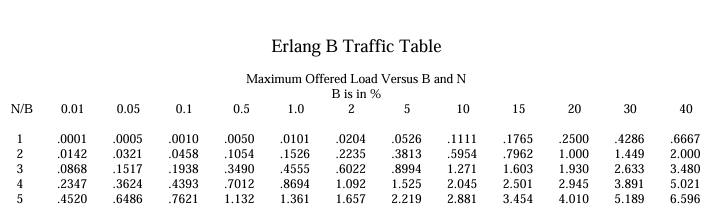 Erlang B Traffic Table
Maximum Offered Load Versus B and N
B is in %
N/B 0.01 0.05 0.1 0.5 1.0 2 5 10 15 20 30 40
1 .0001 .0005 .0010 .0050 .0101 .0204 .0526 .1111 .1765 .2500 .4286 .6667
2 .0142 .0321 .0458 .1054 .1526 .2235 .3813 .5954 .7962 1.000 1.449 2.000
3 .0868 .1517 .1938 .3490 .4555 .6022 .8994 1.271 1.603 1.930 2.633 3.480
4 .2347 .3624 .4393 .7012 .8694 1.092 1.525 2.045 2.501 2.945 3.891 5.021
5 .4520 .6486 .7621 1.132 1.361 1.657 2.219 2.881 3.454 4.010 5.189 6.596